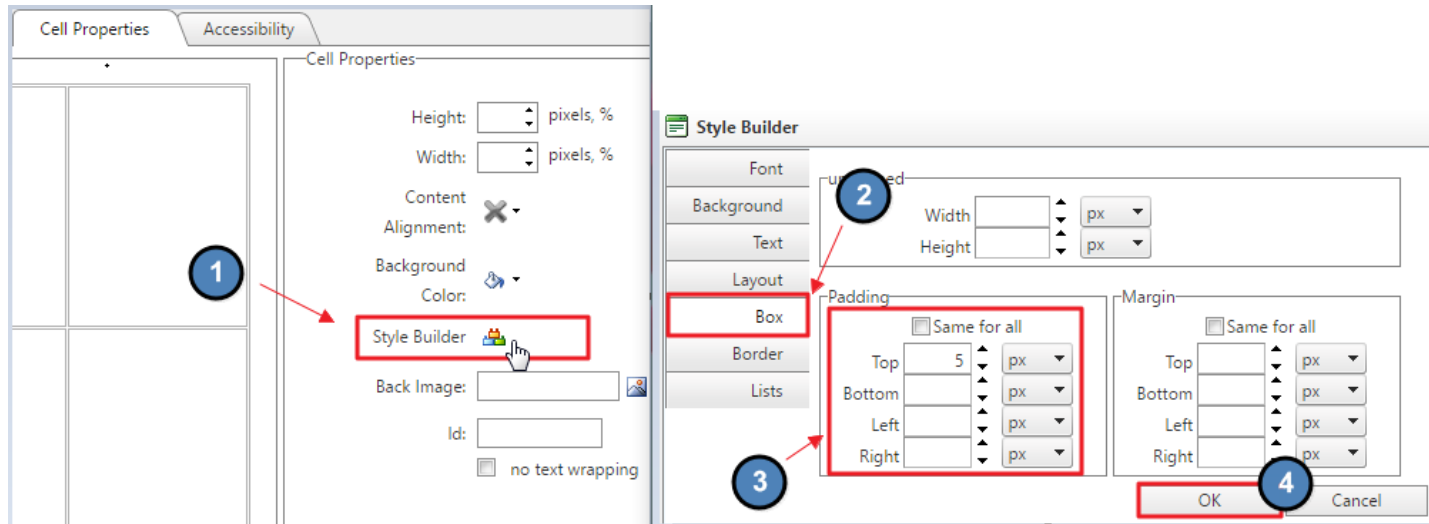 Cell Properties
Accessibility
Cell Properties
Height: pixels, %
Width: pixels, %
Content
Alignment:
Background
Color:
1
Style Builder
Back Image:
Id:
no text wrapping
Style Builder
Font
Background
Text
Layout
Box
Border
Lists
2
Width px
Height px
Padding
Same for all
Top 5 px
Bottom px
Left px
Right px
3
Margin
Same for all
Top px
Bottom px
Left px
Right px
4
OK
Cancel